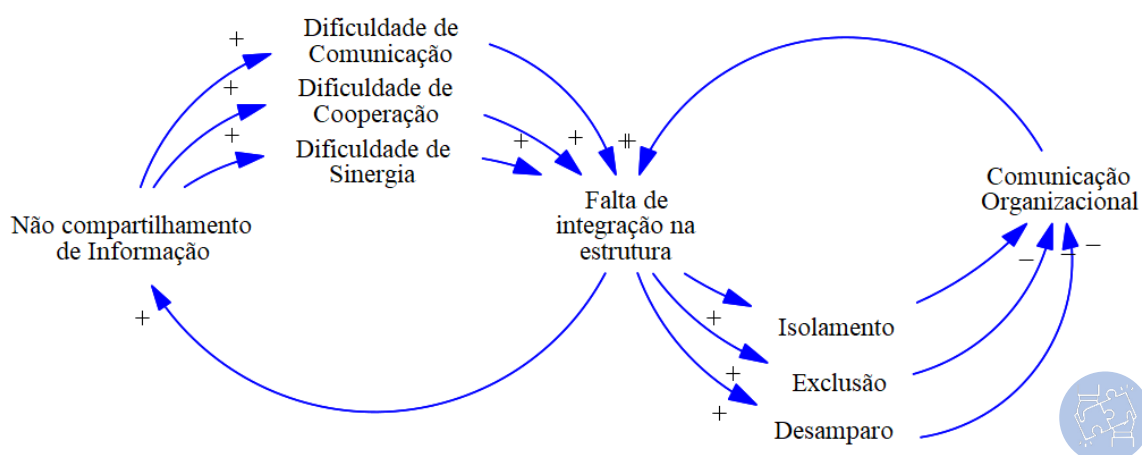 Dificuldade de
Comunicação
+
Dificuldade de
Cooperação
+
Dificuldade de
Sinergia
+
+
+
+
+
Não compartilhamento
de Informação
+
Falta de
integração na
estrutura
Comunicação
Organizacional
–
–
–
Isolamento
+
Exclusão
+
Desamparo
+